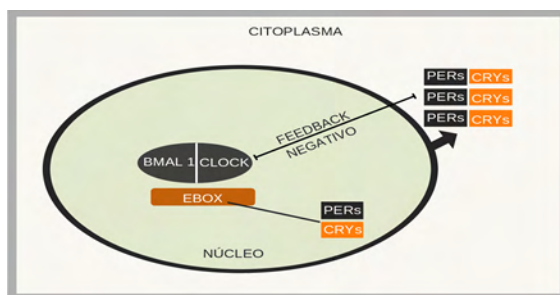 CITOPLASMA
PERs CRYs
PERs CRYs
PERs CRYs
FEEDBACK
NEGATIVO
BMAL 1 CLOCK
EBOX
PERs
CRYs
NÚCLEO